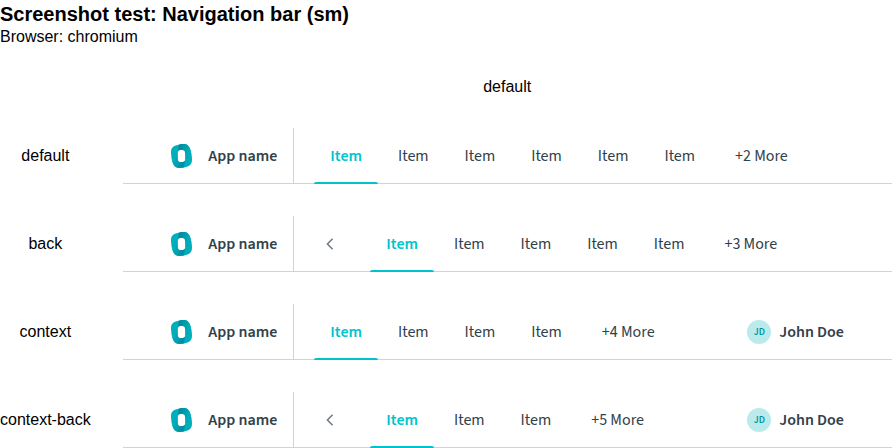 Screenshot test: Navigation bar (sm)
Browser: chromium
default
default App name Item Item Item Item Item Item +2 More
back App name Item Item Item Item Item +3 More
context App name Item Item Item Item +4 More JD John Doe
context-back App name Item Item Item +5 More JD John Doe